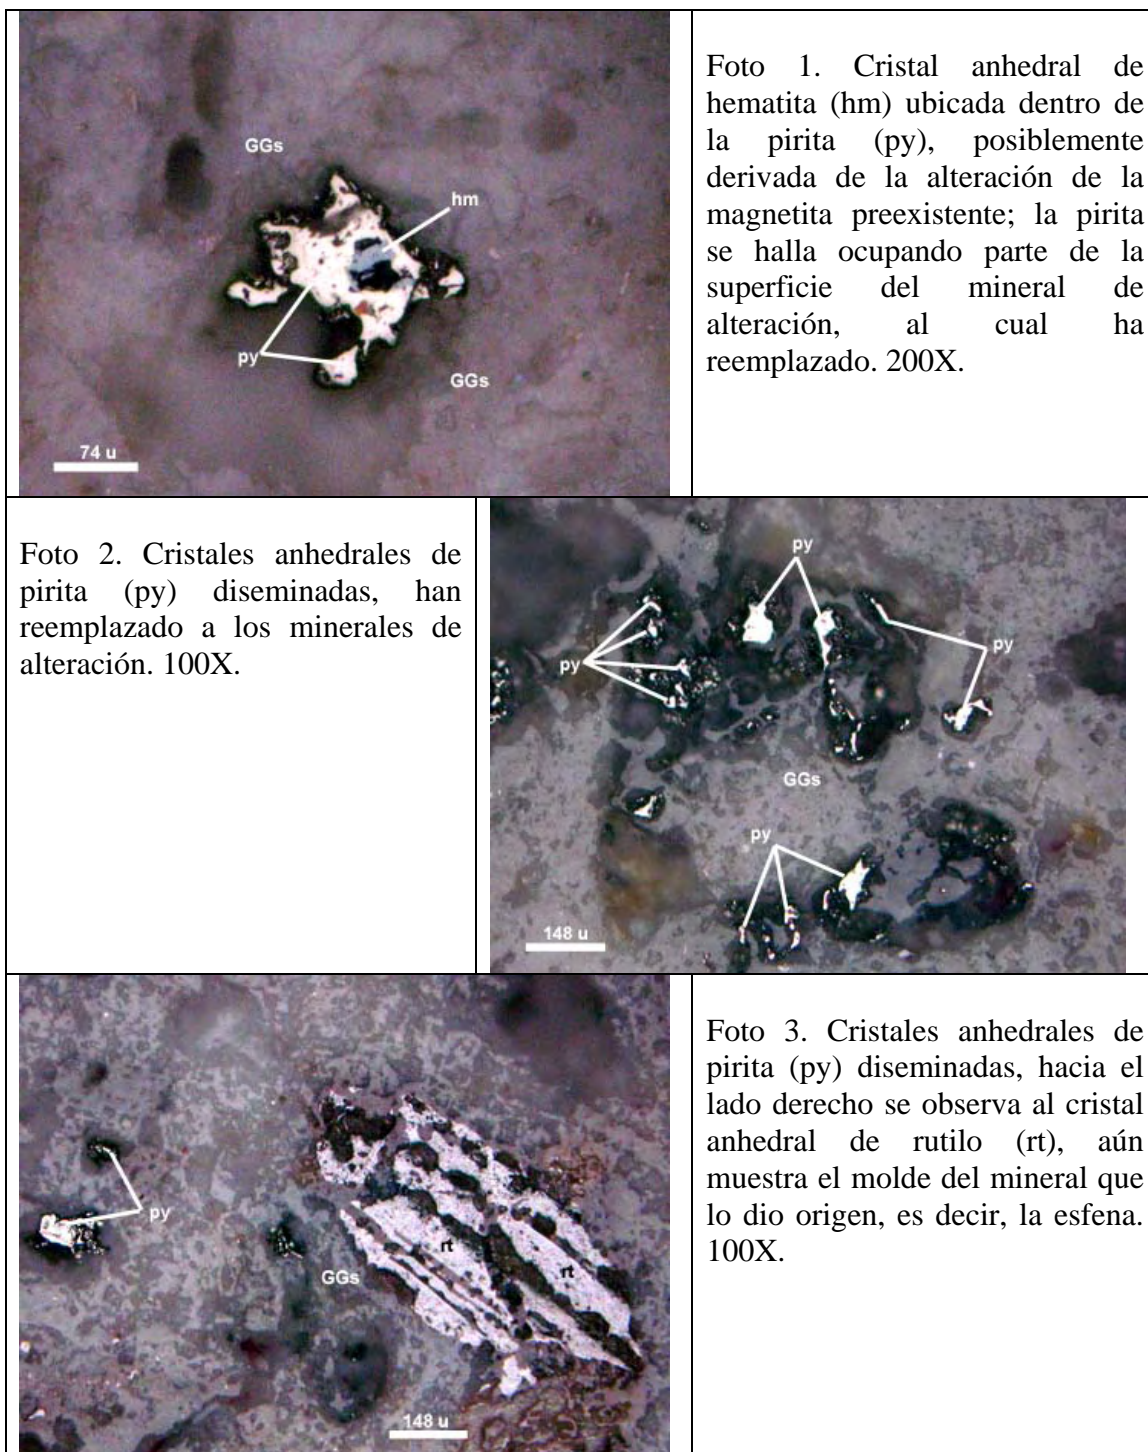 GGs
hm
py
GGs
74 u
Foto 1. Cristal anhedral de
hematita (hm) ubicada dentro de
la pirita (py), posiblemente
derivada de la alteración de la
magnetita preexistente; la pirita
se halla ocupando parte de la
superficie del mineral de
alteración, al cual ha
reemplazado. 200X.
Foto 2. Cristales anhedrales de
pirita (py) diseminadas, han
reemplazado a los minerales de
alteración. 100X.
py
py
py
GGs
py
148 u
py
rt
rt
GGs
148 u
Foto 3. Cristales anhedrales de
pirita (py) diseminadas, hacia el
lado derecho se observa al cristal
anhedral de rutilo (rt), aún
muestra el molde del mineral que
lo dio origen, es decir, la esfena.
100X.